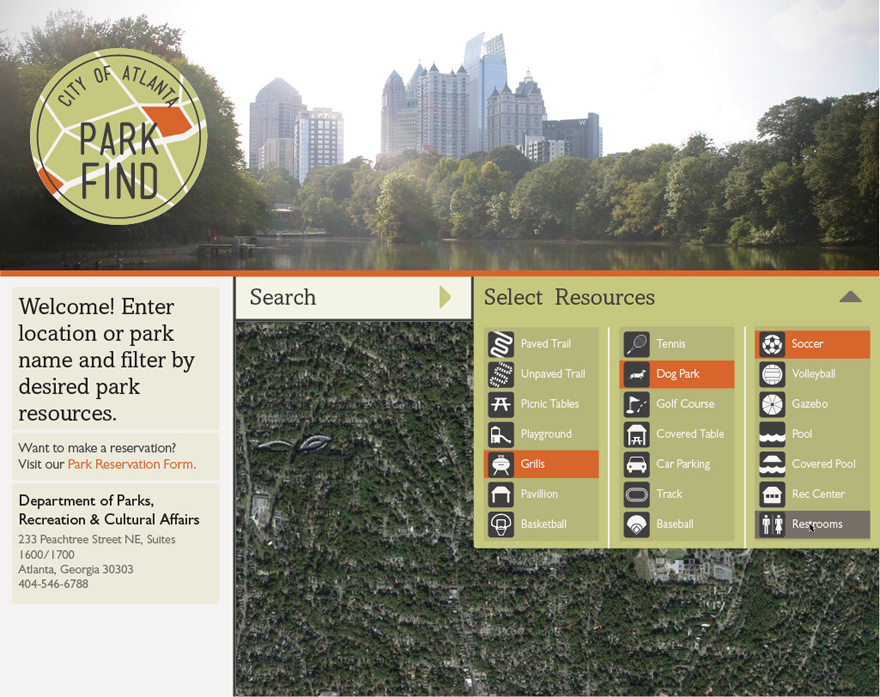 CITY OF ATLANTA
PARK
FIND
Welcome! Enter
location or park
name and filter by
desired park
resources.
Want to make a reservation?
Visit our Park Reservation Form.
Department of Parks,
Recreation & Cultural Affairs
233 Peachtree Street NE, Suites
1600/1700
Atlanta, Georgia 30303
404-546-6788
Search
Select Resources
Paved Trail
Unpaved Trail
Picnic Tables
Playground
Grills
Pavillion
Basketball
Tennis
Dog Park
Golf Course
Covered Table
Car Parking
Track
Baseball
Soccer
Volleyball
Gazebo
Pool
Covered Pool
Rec Center
Restrooms